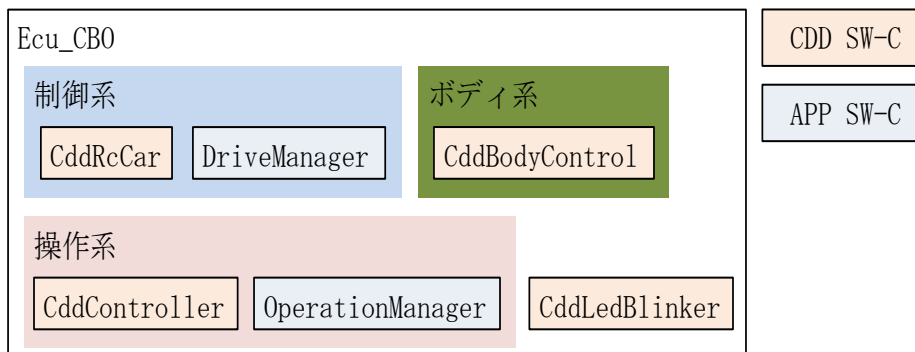 Ecu_CBO
制御系
CddRcCar
DriveManager
ボディ系
CddBodyControl
操作系
CddController
OperationManager
CddLedBlinker
CDD SW-C
APP SW-C